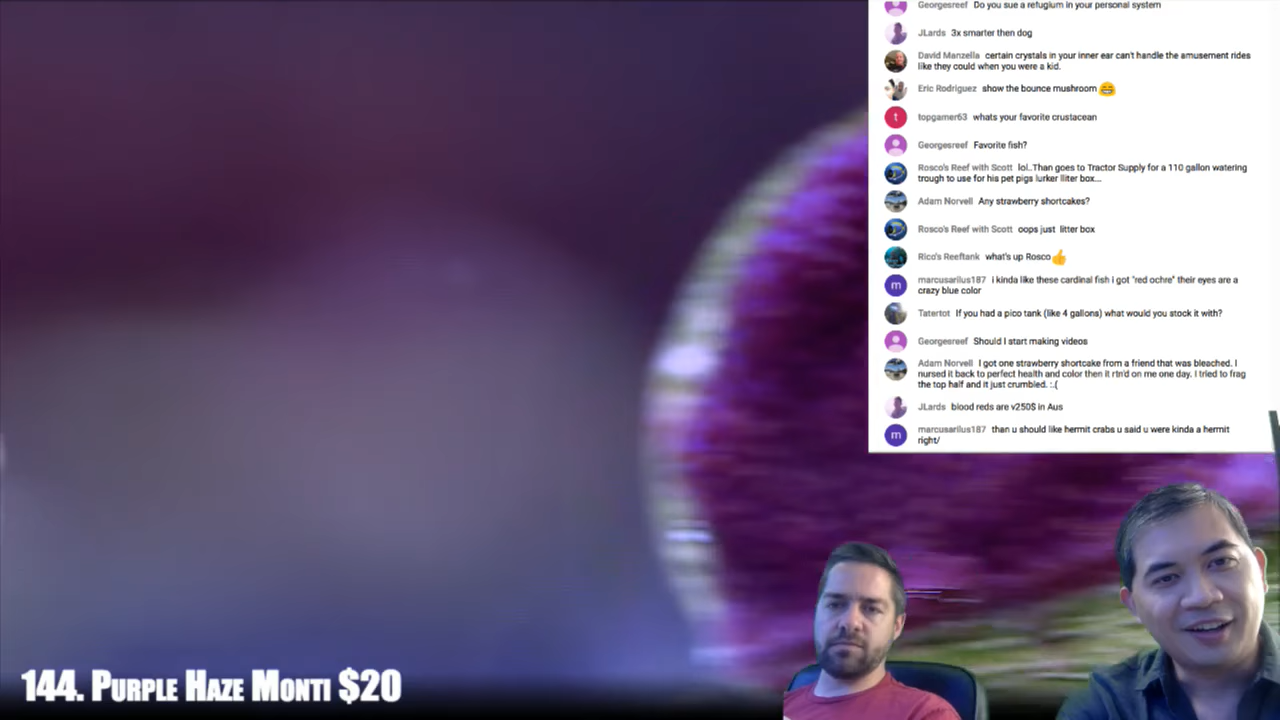 Georgesreef Do you sue a refugium in your personal system
JLards 3x smarter then dog
David Manzella certain crystals in your inner ear can't handle the amusement rides
like they could when you were a kid.
Eric Rodriguez show the bounce mushroom 😂
t topgamer63 whats your favorite crustacean
Georgesreef Favorite fish?
Rosco's Reef with Scott lol..Than goes to Tractor Supply for a 110 gallon watering
trough to use for his pet pigs lurker lliter box...
Adam Norvell Any strawberry shortcakes?
Rosco's Reef with Scott oops just litter box
Rico's Reeftank what's up Rosco👍
m marcusarilus187 i kinda like these cardinal fish i got "red ochre" their eyes are a
crazy blue color
Tatertot If you had a pico tank (like 4 gallons) what would you stock it with?
Georgesreef Should I start making videos
Adam Norvell I got one strawberry shortcake from a friend that was bleached. I
nursed it back to perfect health and color then it rtn'd on me one day. I tried to frag
the top half and it just crumbled. :.(
JLards blood reds are v250$ in Aus
m marcusarilus187 than u should like hermit crabs u said u were kinda a hermit
right/
144. Purple Haze Monti $20